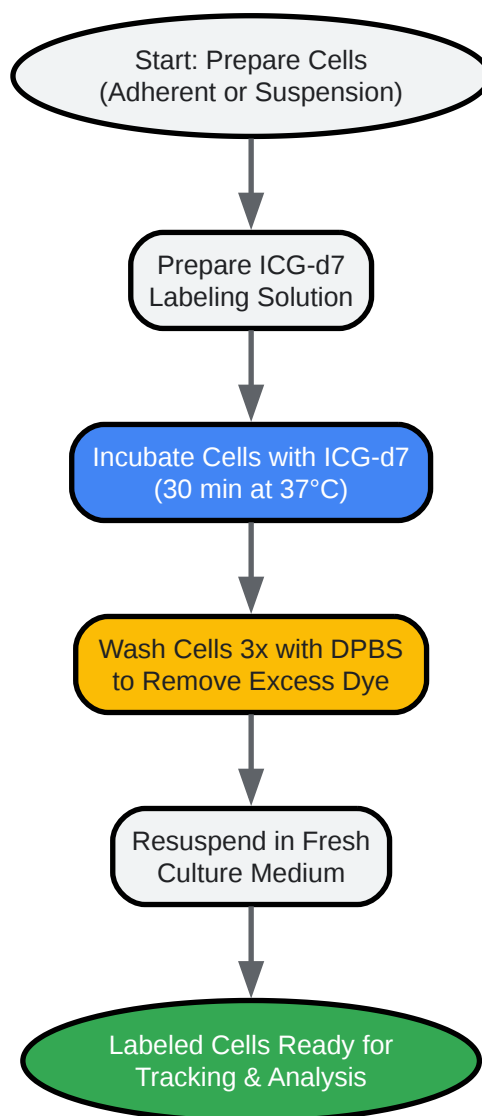 Start: Prepare Cells
(Adherent or Suspension)
Prepare ICG-d7
Labeling Solution
Incubate Cells with ICG-d7
(30 min at 37°C)
Wash Cells 3x with DPBS
to Remove Excess Dye
Resuspend in Fresh
Culture Medium
Labeled Cells Ready for
Tracking & Analysis